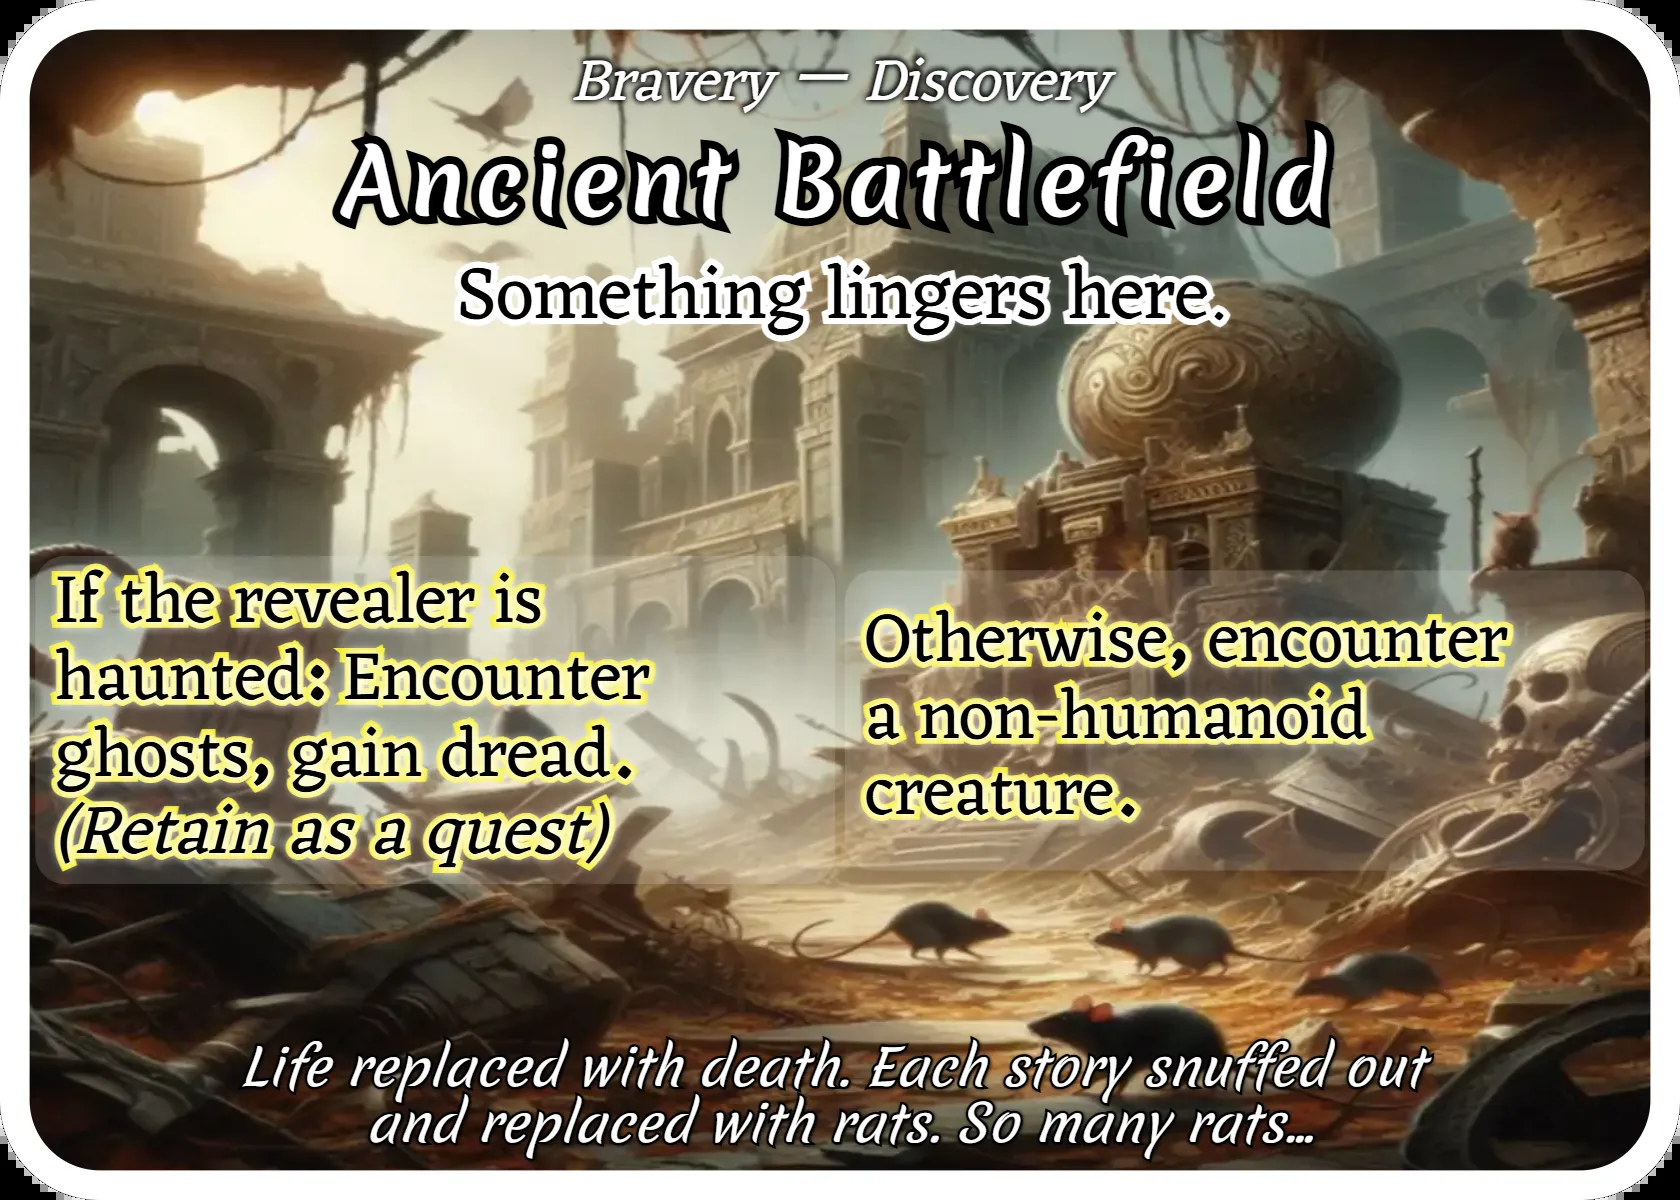 Bravery — Discovery
Ancient Battlefield
Something lingers here.
If the revealer is
haunted: Encounter
ghosts, gain dread.
(Retain as a quest)
Otherwise, encounter
a non-humanoid
creature.
Life replaced with death. Each story snuffed out
and replaced with rats. So many rats...